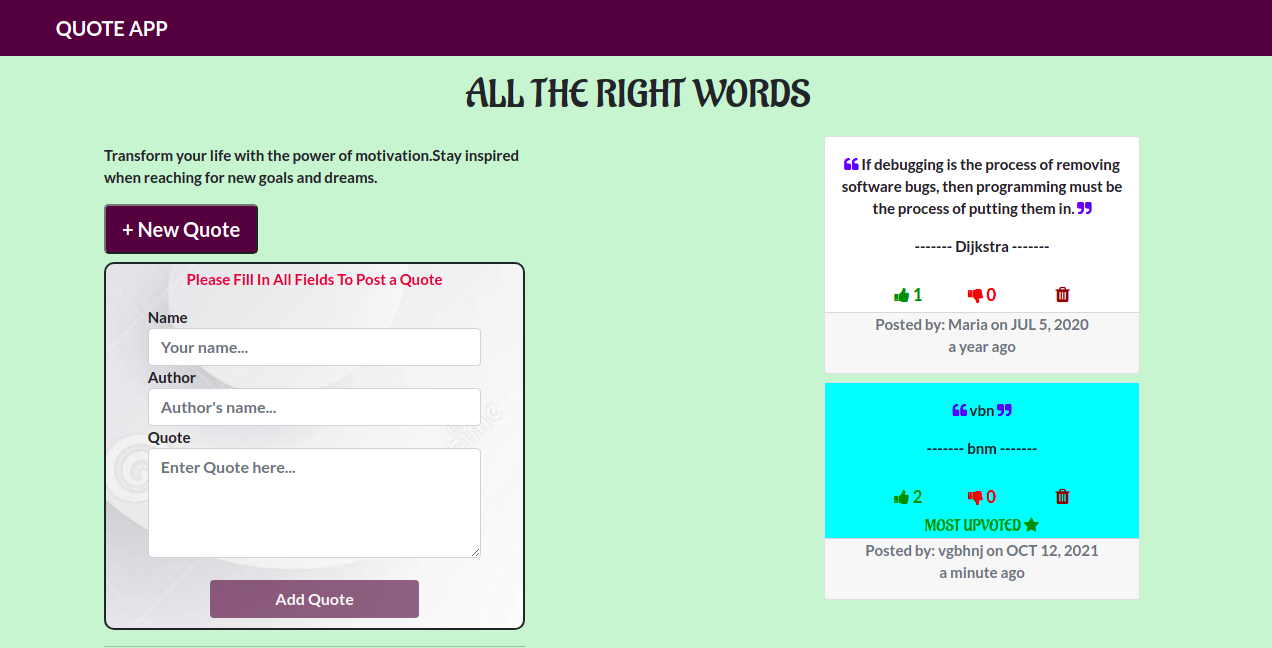 QUOTE APP
ALL THE RIGHT WORDS
Transform your life with the power of motivation.Stay inspired
when reaching for new goals and dreams.
+ New Quote
Please Fill In All Fields To Post a Quote
Name
Your name...
Author
Author's name...
Quote
Enter Quote here...
Add Quote
❝ If debugging is the process of removing
software bugs, then programming must be
the process of putting them in. ❞
------- Dijkstra -------
1 0
Posted by: Maria on JUL 5, 2020
a year ago
❝ vbn ❞
------- bnm -------
2 0
MOST UPVOTED
Posted by: vgbhnj on OCT 12, 2021
a minute ago